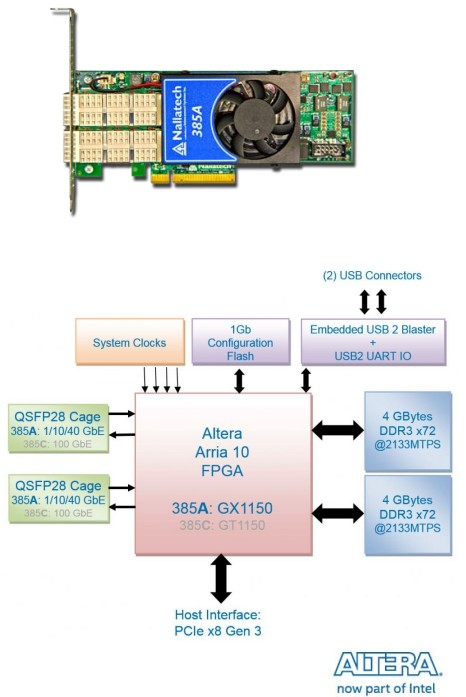 Nallatech
385A
(2) USB Connectors
System Clocks
1Gb
Configuration
Flash
Embedded USB 2 Blaster
+
USB2 UART IO
QSFP28 Cage
385A: 1/10/40 GbE
385C: 100 GbE
QSFP28 Cage
385A: 1/10/40 GbE
385C: 100 GbE
Altera
Arria 10
FPGA
385A: GX1150
385C: GT1150
4 GBytes
DDR3 x72
@2133MTPS
4 GBytes
DDR3 x72
@2133MTPS
Host Interface:
PCIe x8 Gen 3
ALTERA
now part of Intel